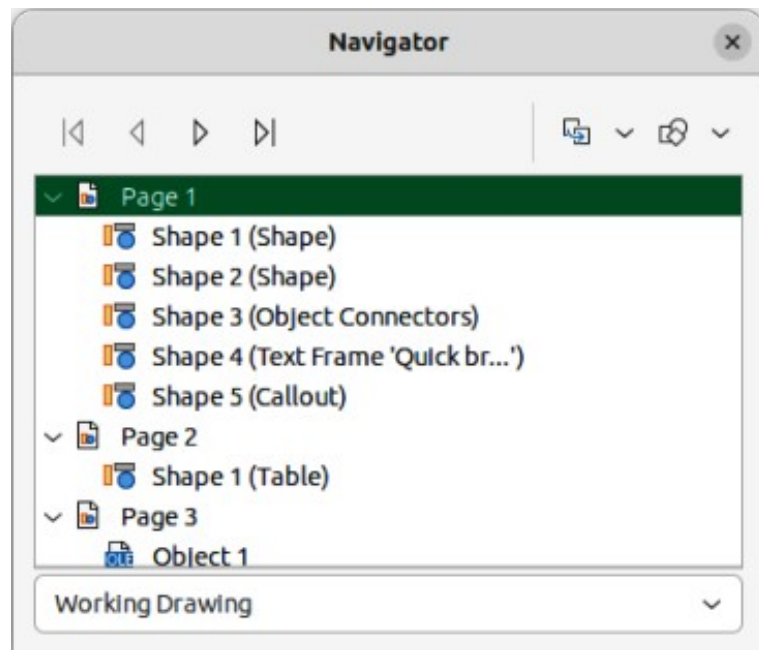 Navigator
Page 1
Shape 1 (Shape)
Shape 2 (Shape)
Shape 3 (Object Connectors)
Shape 4 (Text Frame 'Quick br...')
Shape 5 (Callout)
Page 2
Shape 1 (Table)
Page 3
OLE Object 1
Working Drawing